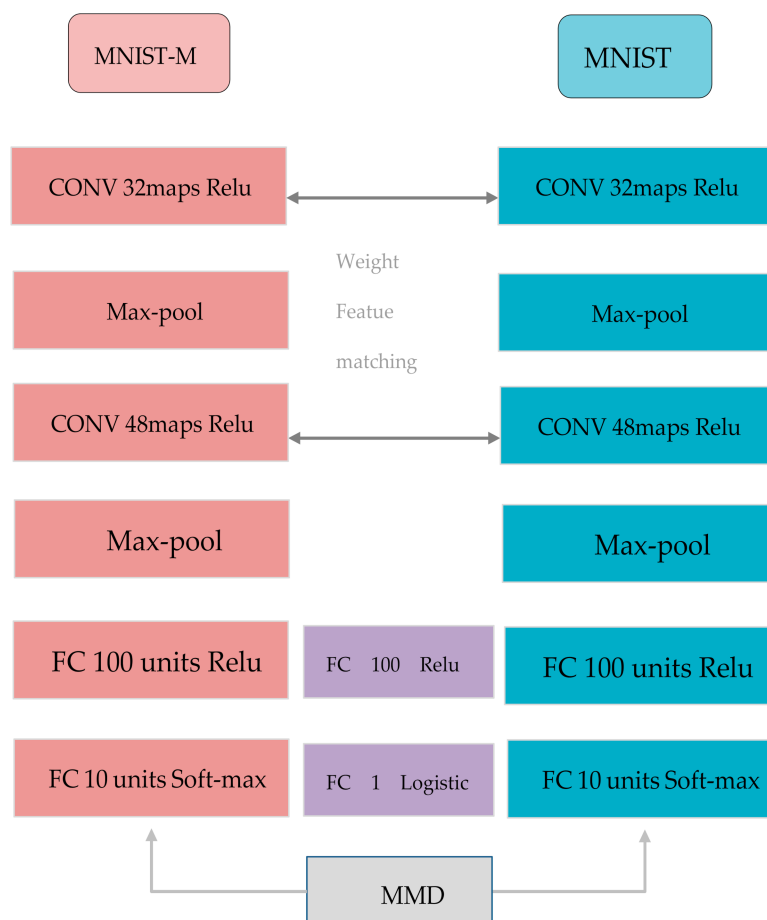 MNIST-M
MNIST
CONV 32maps Relu
CONV 32maps Relu
Weight
Featue
matching
Max-pool
Max-pool
CONV 48maps Relu
CONV 48maps Relu
Max-pool
Max-pool
FC 100 units Relu
FC 100 Relu
FC 100 units Relu
FC 10 units Soft-max
FC 1 Logistic
FC 10 units Soft-max
MMD